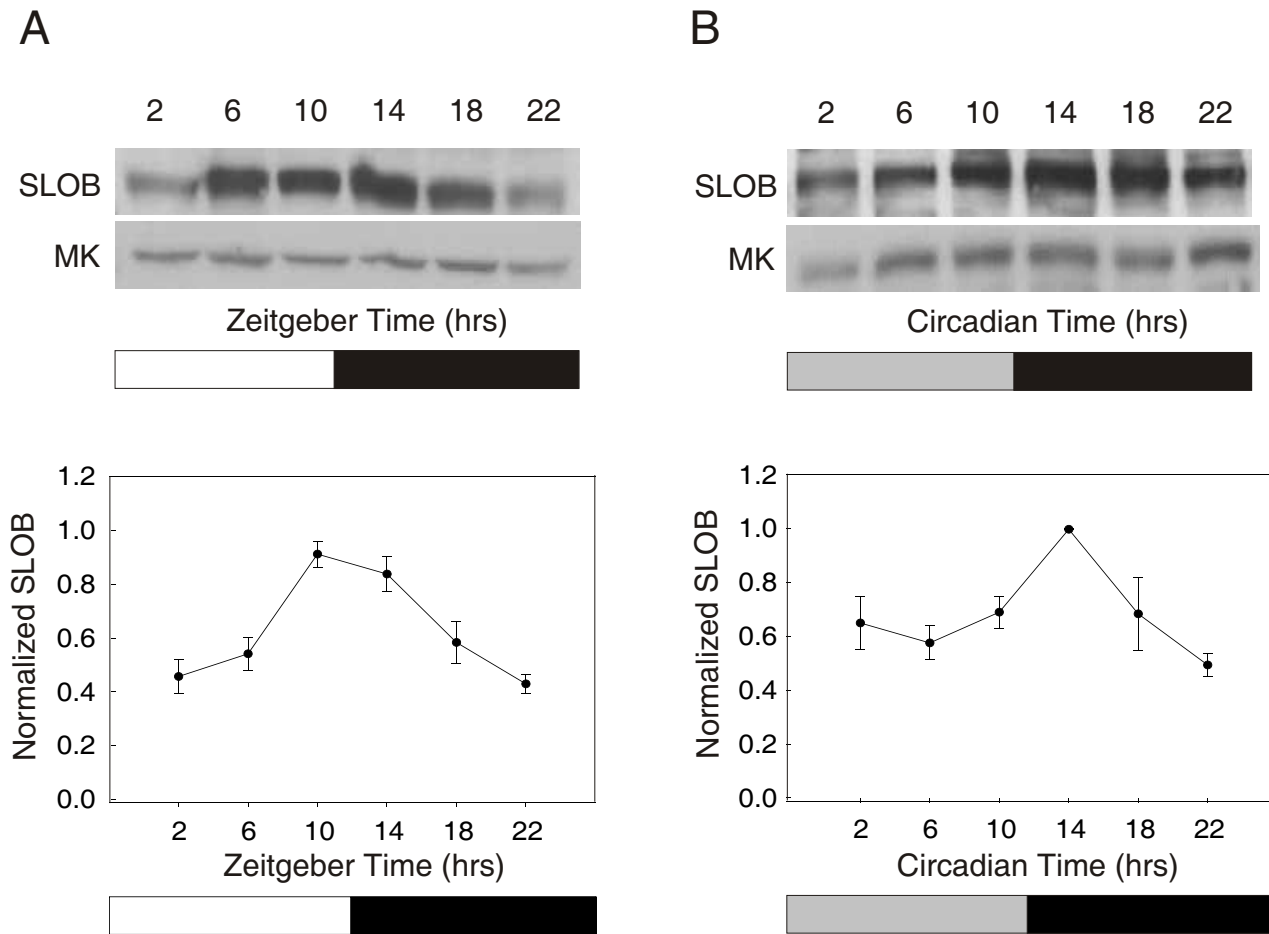 A
2 6 10 14 18 22
SLOB
MK
Zeitgeber Time (hrs)
1.2
1.0
0.8
0.6
0.4
0.2
0.0
Normalized SLOB
2 6 10 14 18 22
Zeitgeber Time (hrs)
B
2 6 10 14 18 22
SLOB
MK
Circadian Time (hrs)
1.2
1.0
0.8
0.6
0.4
0.2
0.0
Normalized SLOB
2 6 10 14 18 22
Circadian Time (hrs)